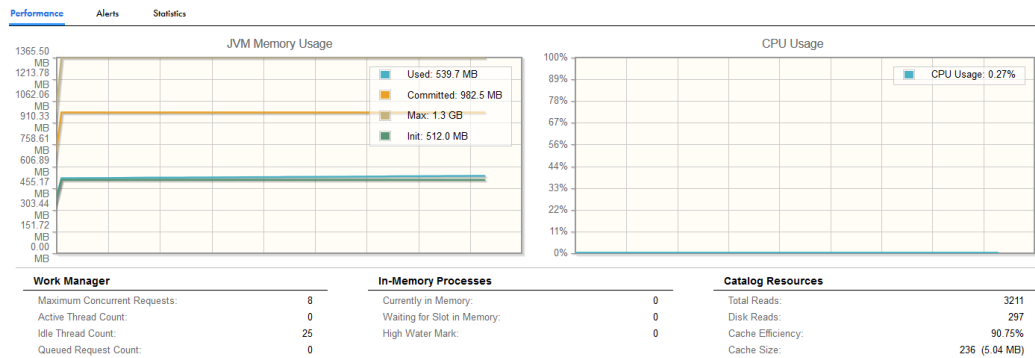 Performance Alerts Statistics
JVM Memory Usage
1365.50
MB
1213.78
MB
1062.06
MB
910.33
MB
758.61
MB
606.89
MB
455.17
MB
303.44
MB
151.72
MB
0.00
MB
Used: 539.7 MB
Committed: 982.5 MB
Max: 1.3 GB
Init: 512.0 MB
CPU Usage
100%
89%
78%
67%
56%
44%
33%
22%
11%
0%
CPU Usage: 0.27%
Work Manager
Maximum Concurrent Requests: 8
Active Thread Count: 0
Idle Thread Count: 25
Queued Request Count: 0
In-Memory Processes
Currently in Memory: 0
Waiting for Slot in Memory: 0
High Water Mark: 0
Catalog Resources
Total Reads: 3211
Disk Reads: 297
Cache Efficiency: 90.75%
Cache Size: 236 (5.04 MB)